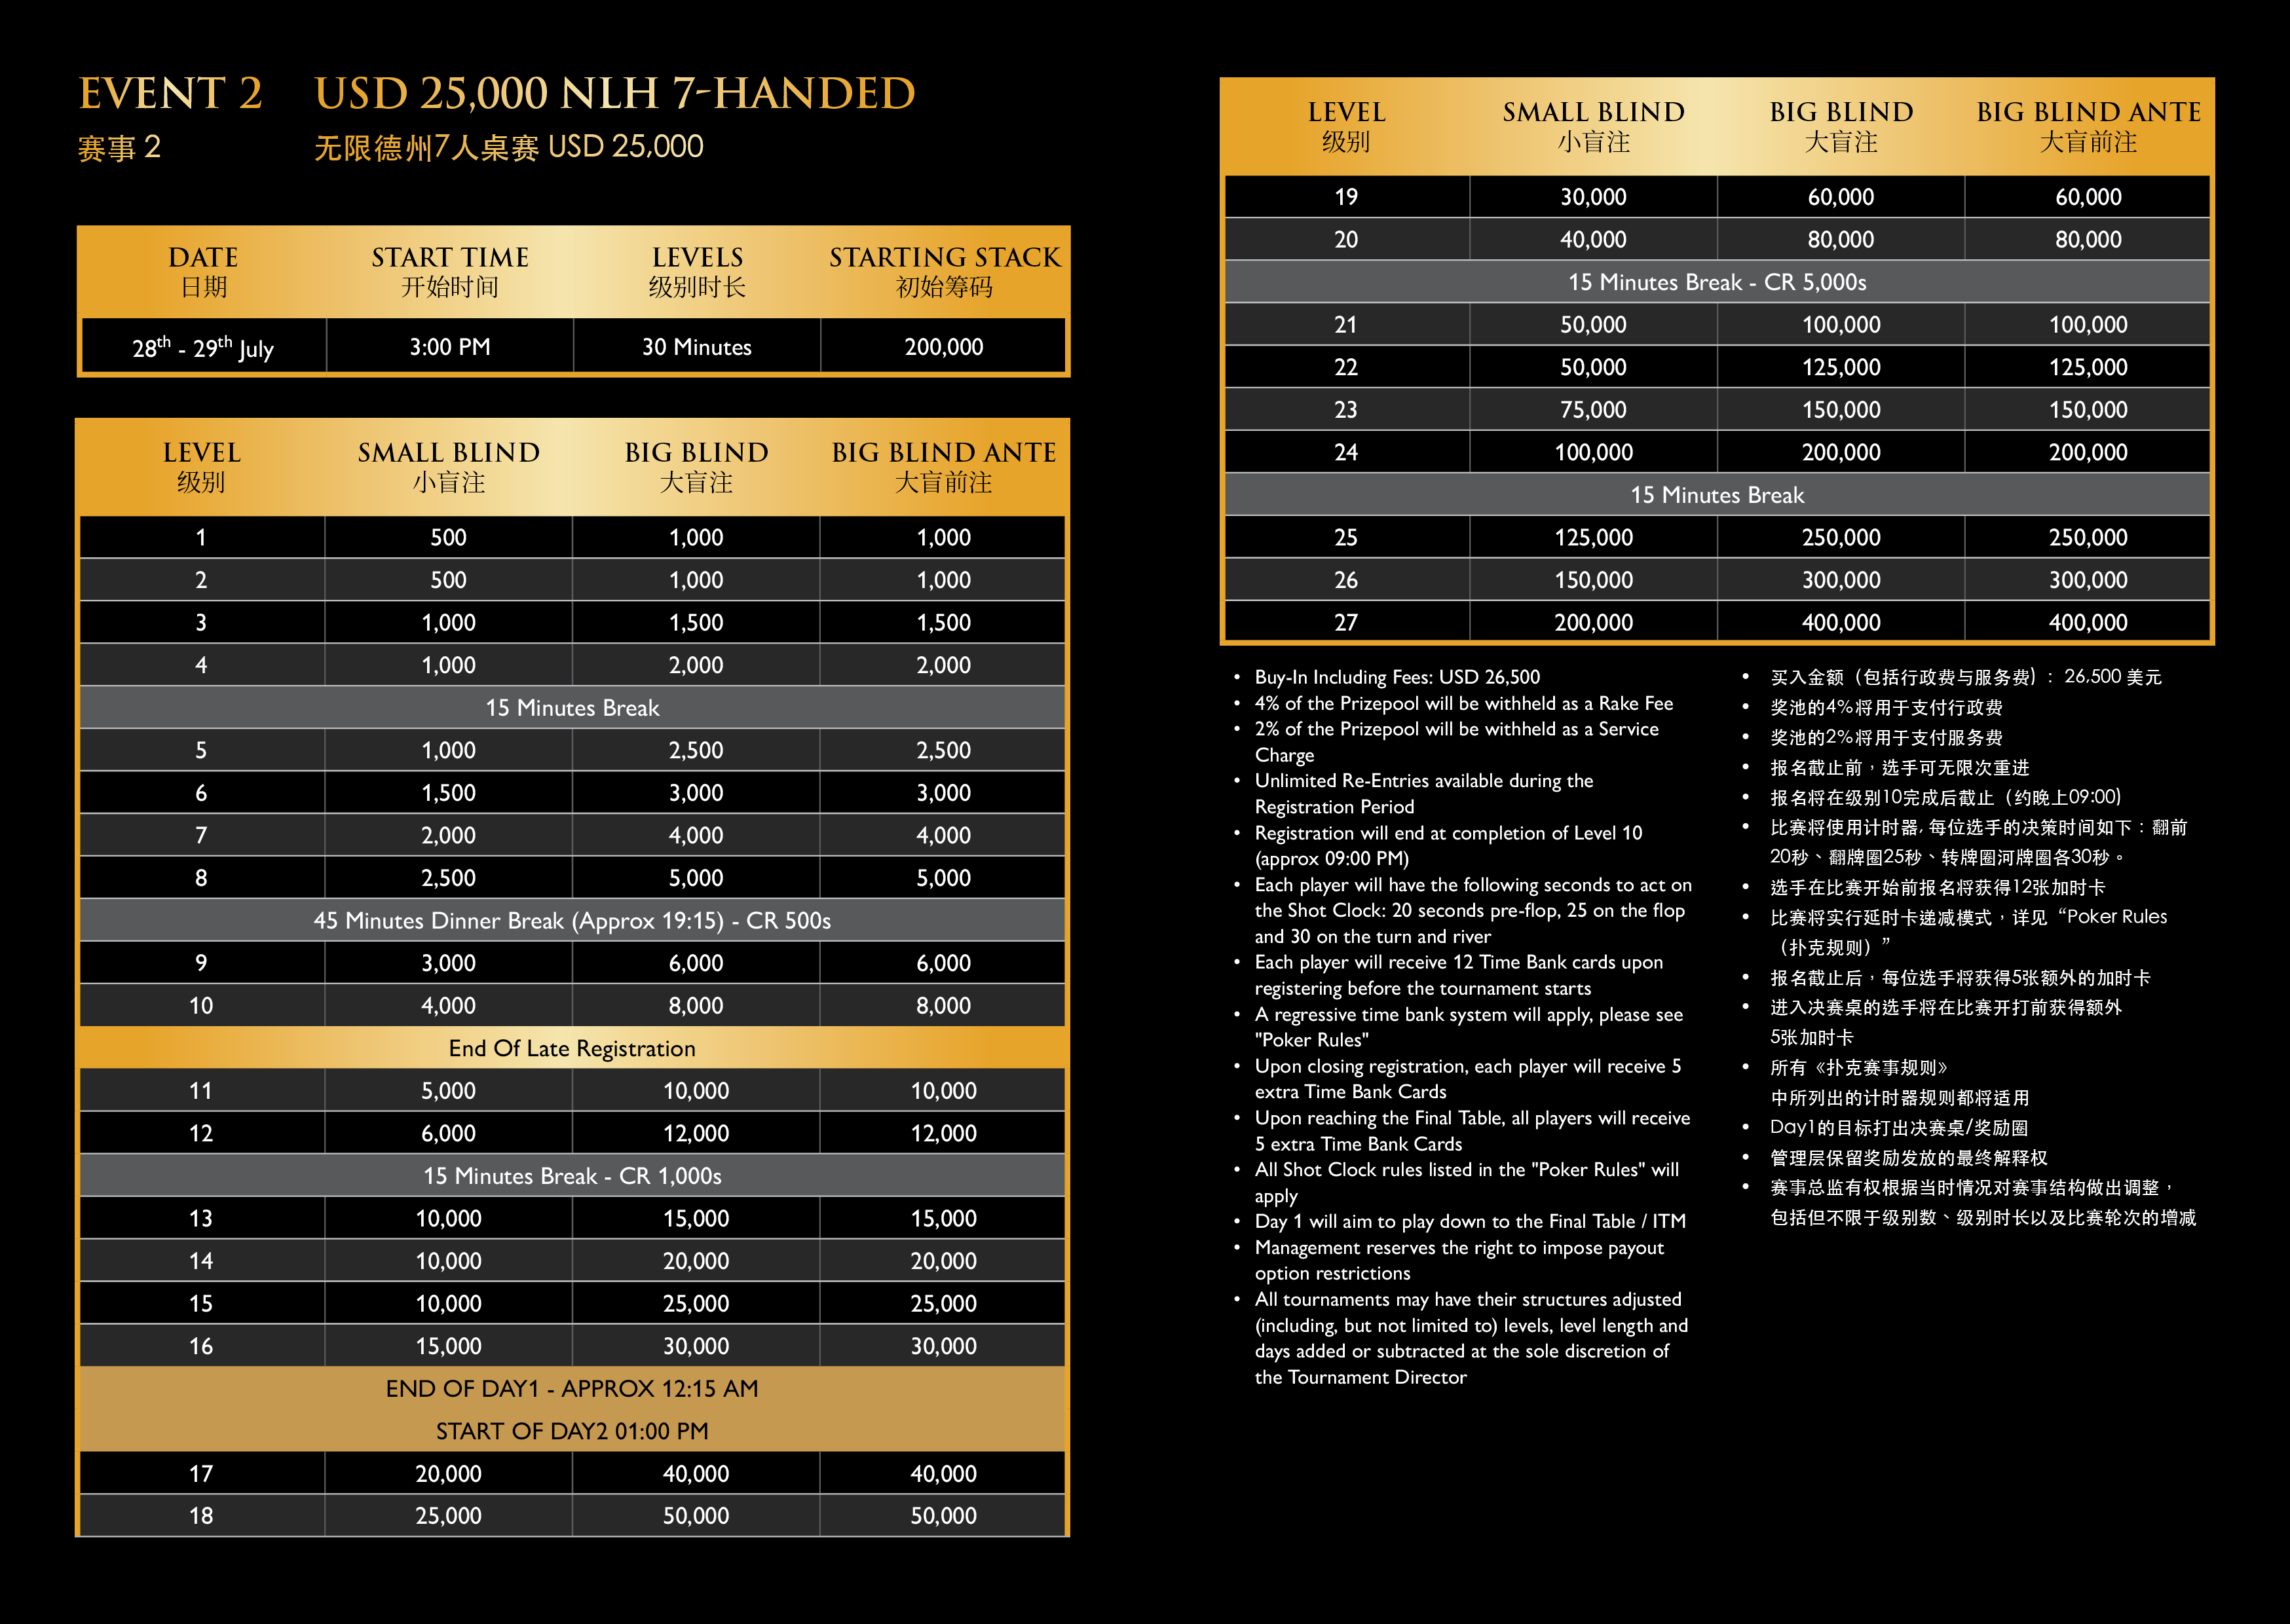 EVENT 2 USD 25,000 NLH 7-HANDED
赛事 2 无限德州7人桌赛 USD 25,000
DATE START TIME LEVELS STARTING STACK
日期 开始时间 级别时长 初始筹码
28th - 29th July 3:00 PM 30 Minutes 200,000
LEVEL SMALL BLIND BIG BLIND BIG BLIND ANTE
级别 小盲注 大盲注 大盲前注
1 500 1,000 1,000
2 500 1,000 1,000
3 1,000 1,500 1,500
4 1,000 2,000 2,000
15 Minutes Break
5 1,000 2,500 2,500
6 1,500 3,000 3,000
7 2,000 4,000 4,000
8 2,500 5,000 5,000
45 Minutes Dinner Break (Approx 19:15) - CR 500s
9 3,000 6,000 6,000
10 4,000 8,000 8,000
End Of Late Registration
11 5,000 10,000 10,000
12 6,000 12,000 12,000
15 Minutes Break - CR 1,000s
13 10,000 15,000 15,000
14 10,000 20,000 20,000
15 10,000 25,000 25,000
16 15,000 30,000 30,000
END OF DAY1 - APPROX 12:15 AM
START OF DAY2 01:00 PM
17 20,000 40,000 40,000
18 25,000 50,000 50,000
LEVEL SMALL BLIND BIG BLIND BIG BLIND ANTE
级别 小盲注 大盲注 大盲前注
19 30,000 60,000 60,000
20 40,000 80,000 80,000
15 Minutes Break - CR 5,000s
21 50,000 100,000 100,000
22 50,000 125,000 125,000
23 75,000 150,000 150,000
24 100,000 200,000 200,000
15 Minutes Break
25 125,000 250,000 250,000
26 150,000 300,000 300,000
27 200,000 400,000 400,000
• Buy-In Including Fees: USD 26,500
• 4% of the Prizepool will be withheld as a Rake Fee
• 2% of the Prizepool will be withheld as a Service
Charge
• Unlimited Re-Entries available during the
Registration Period
• Registration will end at completion of Level 10
(approx 09:00 PM)
• Each player will have the following seconds to act on
the Shot Clock: 20 seconds pre-flop, 25 on the flop
and 30 on the turn and river
• Each player will receive 12 Time Bank cards upon
registering before the tournament starts
• A regressive time bank system will apply, please see
"Poker Rules"
• Upon closing registration, each player will receive 5
extra Time Bank Cards
• Upon reaching the Final Table, all players will receive
5 extra Time Bank Cards
• All Shot Clock rules listed in the "Poker Rules" will
apply
• Day 1 will aim to play down to the Final Table / ITM
• Management reserves the right to impose payout
option restrictions
• All tournaments may have their structures adjusted
(including, but not limited to) levels, level length and
days added or subtracted at the sole discretion of
the Tournament Director
• 买入金额（包括行政费与服务费）：26,500 美元
• 奖池的4%将用于支付行政费
• 奖池的2%将用于支付服务费
• 报名截止前，选手可无限次重进
• 报名将在级别10完成后截止（约晚上09:00）
• 比赛将使用计时器,每位选手的决策时间如下：翻前
20秒、翻牌圈25秒、转牌圈河牌圈各30秒。
• 选手在比赛开始前报名将获得12张加时卡
• 比赛将实行延时卡递减模式，详见“Poker Rules
（扑克规则）”
• 报名截止后，每位选手将获得5张额外的加时卡
• 进入决赛桌的选手将在比赛开打前获得额外
5张加时卡
• 所有《扑克赛事规则》
中所列出的计时器规则都将适用
• Day1的目标打出决赛桌/奖励圈
• 管理层保留奖励发放的最终解释权
• 赛事总监有权根据当时情况对赛事结构做出调整，
包括但不限于级别数、级别时长以及比赛轮次的增减